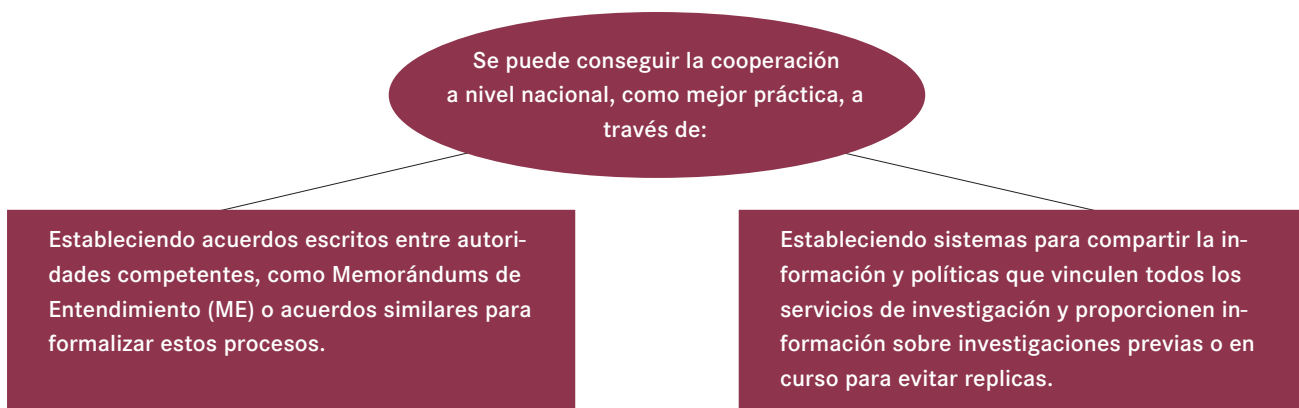 Se puede conseguir la cooperación
a nivel nacional, como mejor práctica, a
través de:
Estableciendo acuerdos escritos entre autori-
dades competentes, como Memorándums de
Entendimiento (ME) o acuerdos similares para
formalizar estos procesos.
Estableciendo sistemas para compartir la in-
formación y políticas que vinculen todos los
servicios de investigación y proporcionen in-
formación sobre investigaciones previas o en
curso para evitar replicas.